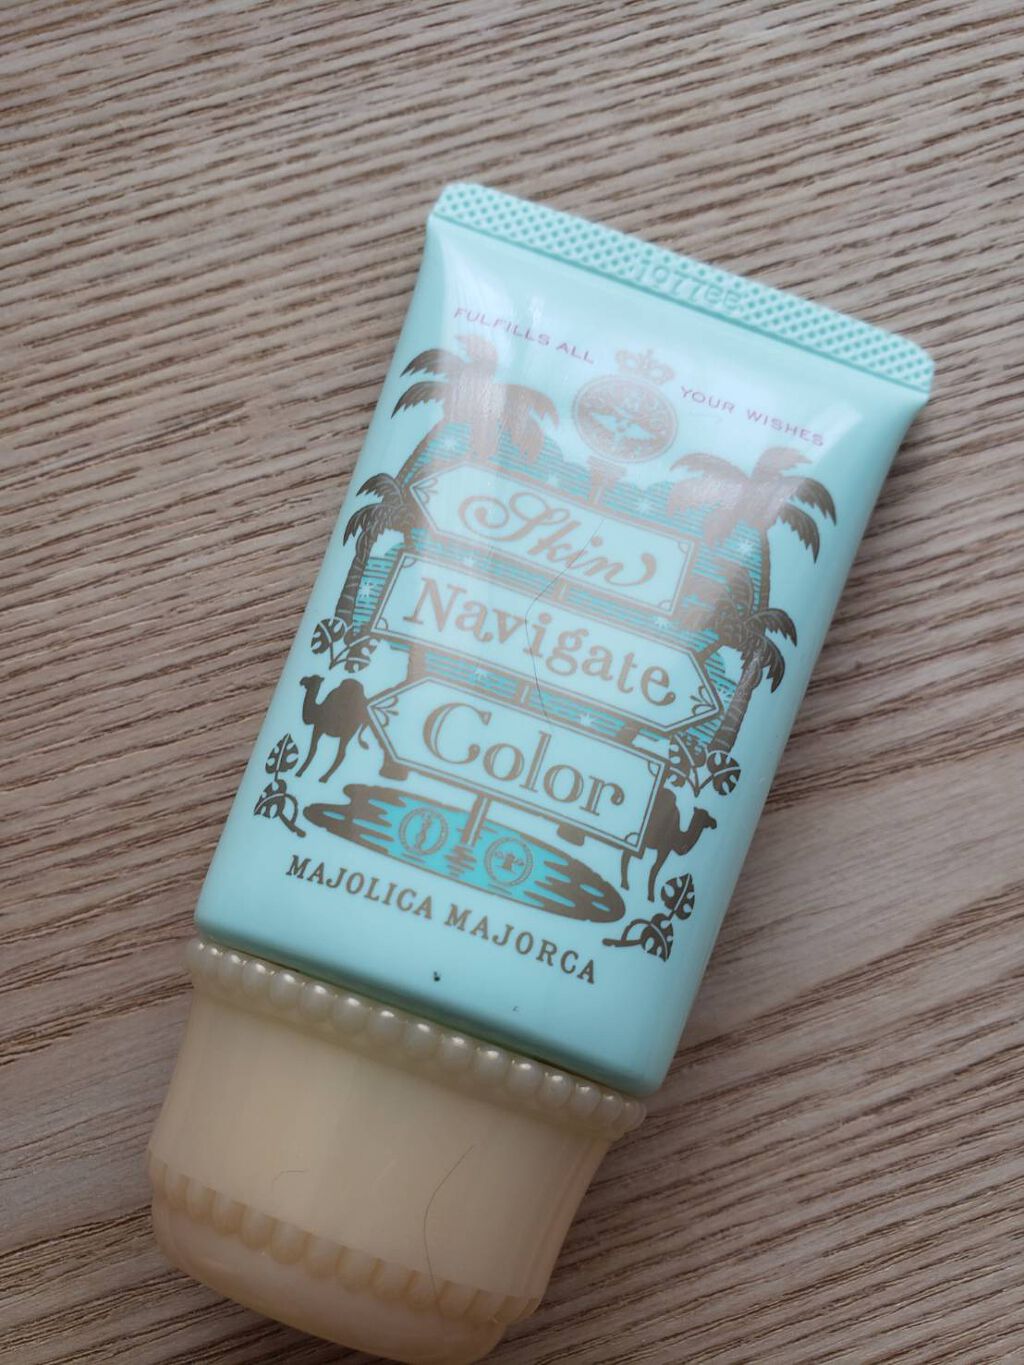 FULFILLS ALL YOUR WISHES
Skin
Navigate
Color
MAJOLICA MAJORCA